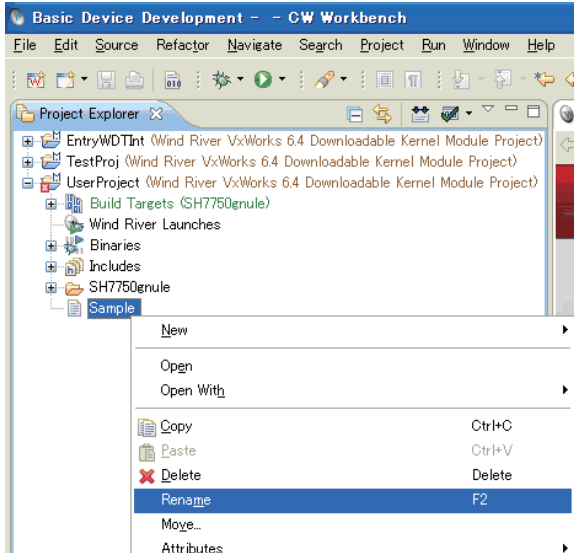 Basic Device Development - - CW Workbench
File Edit Source Refactor Navigate Search Project Run Window Help
Project Explorer
EntryWDTInt (Wind River VxWorks 6.4 Downloadable Kernel Module Project)
TestProj (Wind River VxWorks 6.4 Downloadable Kernel Module Project)
UserProject (Wind River VxWorks 6.4 Downloadable Kernel Module Project)
Build Targets (SH7750gnule)
Wind River Launches
Binaries
Includes
SH7750gnule
Sample
New
Open
Open With
Copy Ctrl+C
Paste Ctrl+V
Delete Delete
Rename F2
Move...
Attributes